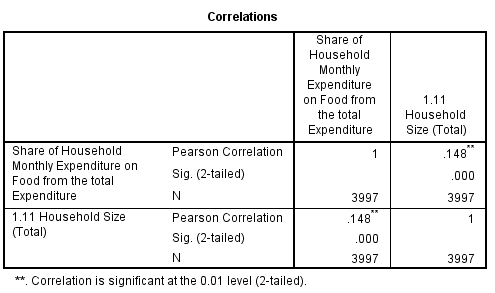 Correlations
Share of
Household
Monthly
Expenditure
on Food from
the total
Expenditure
1.11
Household
Size (Total)
Share of Household
Monthly Expenditure on
Food from the total
Expenditure
Pearson Correlation 1 .148**
Sig. (2-tailed) .000
N 3997 3997
1.11 Household Size
(Total)
Pearson Correlation .148** 1
Sig. (2-tailed) .000
N 3997 3997
**. Correlation is significant at the 0.01 level (2-tailed).